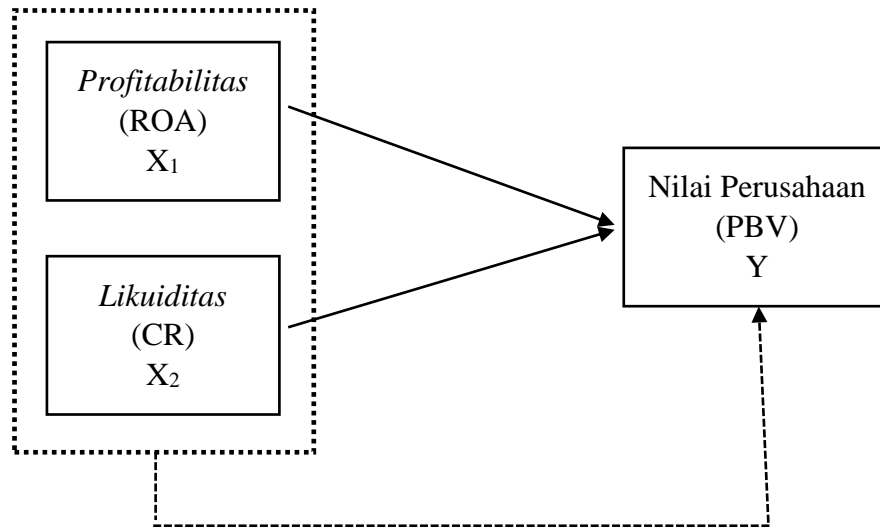 Profitabilitas
(ROA)
X₁
Likuiditas
(CR)
X₂
Nilai Perusahaan
(PBV)
Y